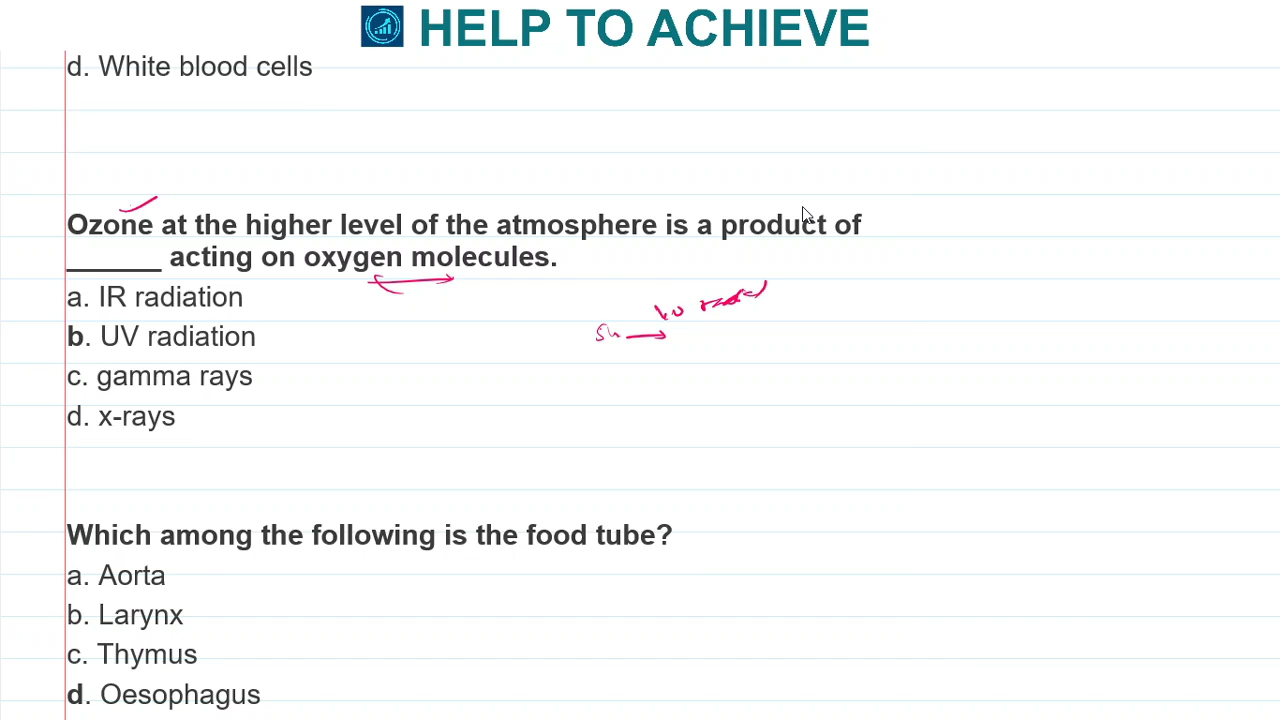 HELP TO ACHIEVE
d. White blood cells
Ozone at the higher level of the atmosphere is a product of
______ acting on oxygen molecules.
a. IR radiation
b. UV radiation
c. gamma rays
d. x-rays
Which among the following is the food tube?
a. Aorta
b. Larynx
c. Thymus
d. Oesophagus